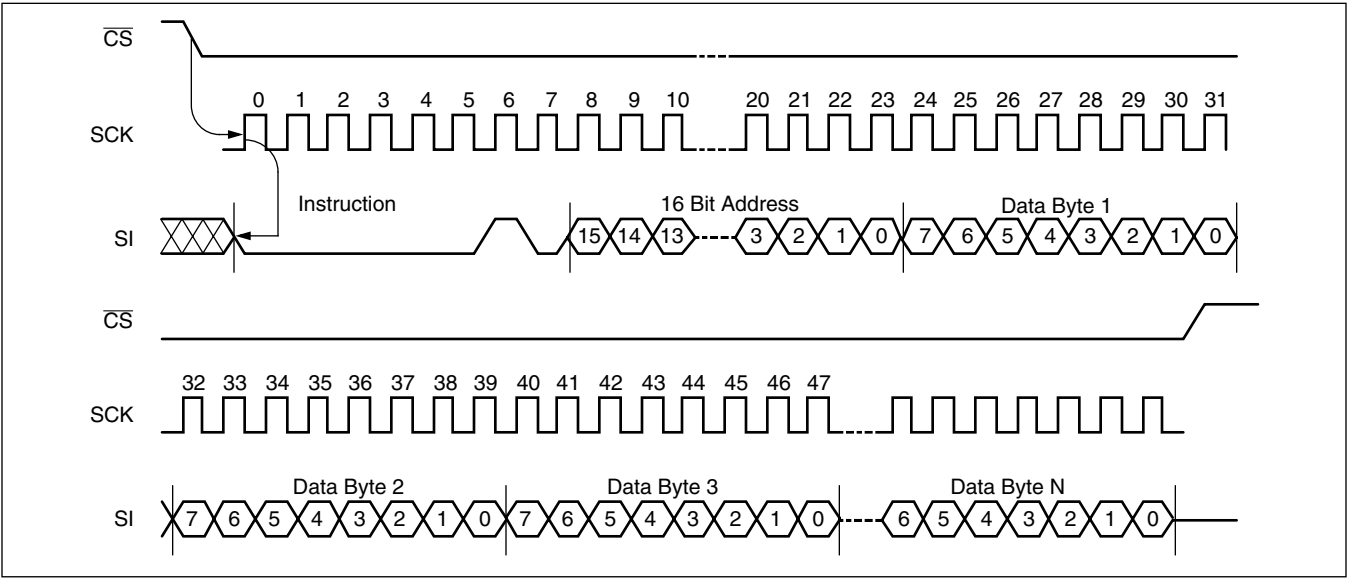 CS
0 1 2 3 4 5 6 7 8 9 10 20 21 22 23 24 25 26 27 28 29 30 31
SCK
Instruction 16 Bit Address Data Byte 1
SI 15 14 13 3 2 1 0 7 6 5 4 3 2 1 0
CS
32 33 34 35 36 37 38 39 40 41 42 43 44 45 46 47
SCK
Data Byte 2 Data Byte 3 Data Byte N
SI 7 6 5 4 3 2 1 0 7 6 5 4 3 2 1 0 6 5 4 3 2 1 0